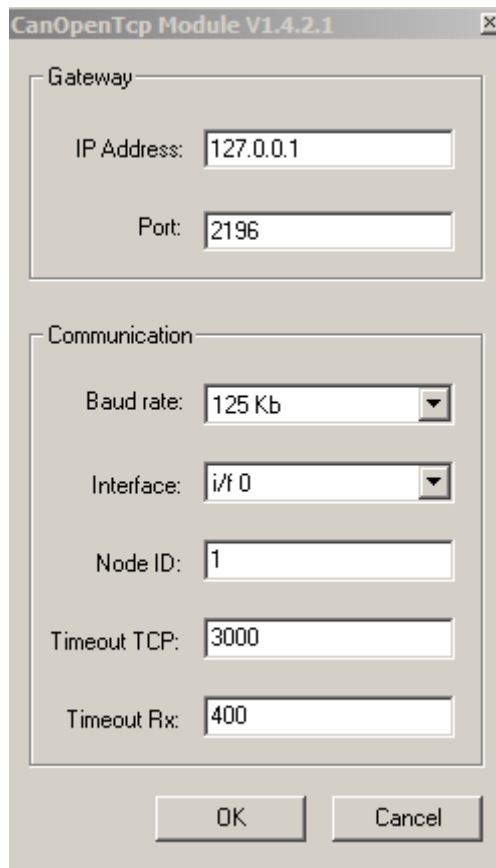 CanOpenTcp Module V1.4.2.1
Gateway
IP Address: 127.0.0.1
Port: 2196
Communication
Baud rate: 125 Kb
Interface: i/f 0
Node ID: 1
Timeout TCP: 3000
Timeout Rx: 400
OK Cancel